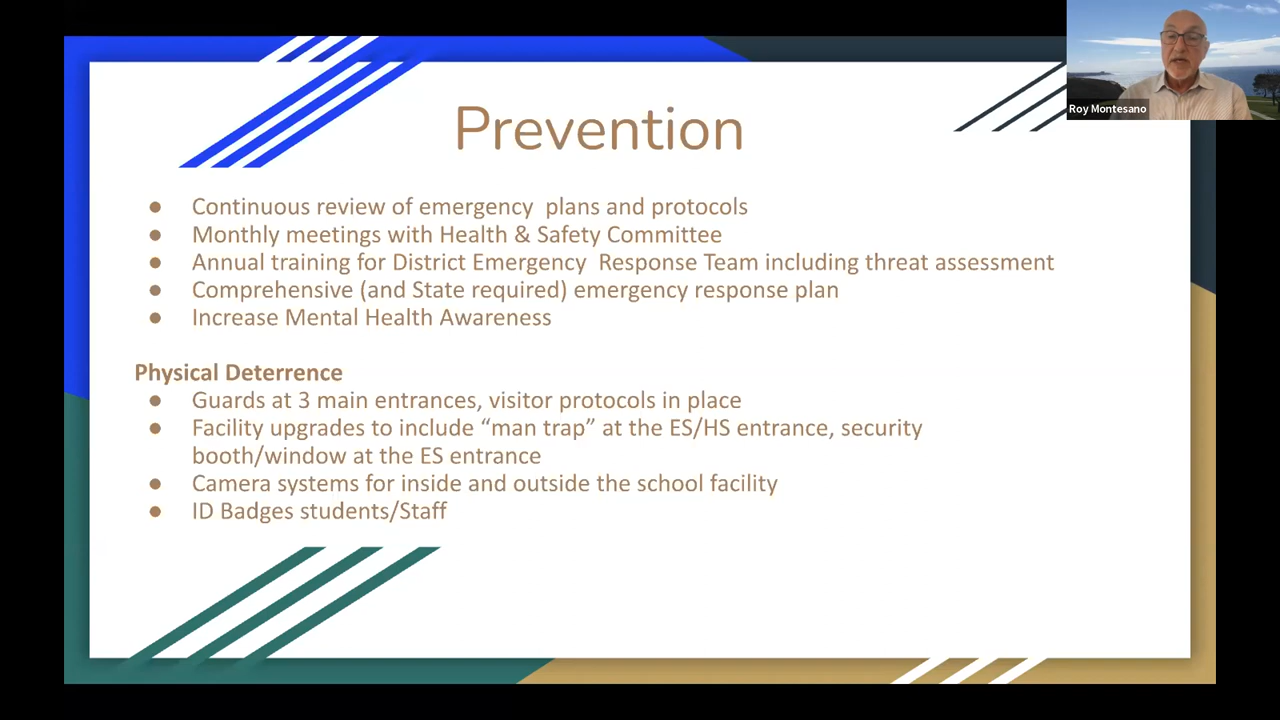 Roy Montesano
Prevention
● Continuous review of emergency  plans and protocols
● Monthly meetings with Health & Safety Committee
● Annual training for District Emergency  Response Team including threat assessment
● Comprehensive (and State required) emergency response plan
● Increase Mental Health Awareness
Physical Deterrence
● Guards at 3 main entrances, visitor protocols in place
● Facility upgrades to include “man trap” at the ES/HS entrance, security
booth/window at the ES entrance
● Camera systems for inside and outside the school facility
● ID Badges students/Staff